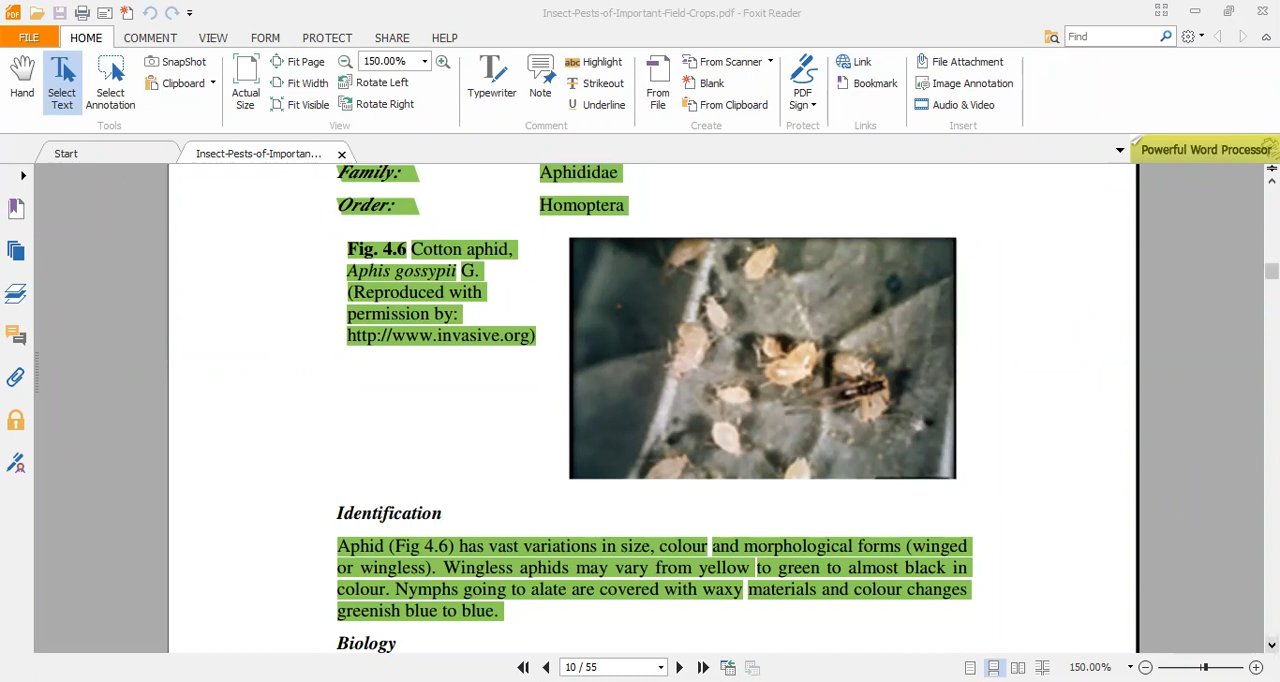 Insect-Pests-of-Important-Field-Crops.pdf - Foxit Reader
FILE HOME COMMENT VIEW FORM PROTECT SHARE HELP
Find
Hand
Select Text
Select Annotation
SnapShot
Clipboard
Tools
Actual Size
Fit Page
Fit Width
Fit Visible
150.00%
Rotate Left
Rotate Right
View
Typewriter
Note
abc Highlight
Strikeout
U Underline
Comment
From File
From Scanner
Blank
From Clipboard
Create
PDF Sign
Protect
Link
Bookmark
Links
File Attachment
Image Annotation
Audio & Video
Insert
Start
Insect-Pests-of-Importan...
Powerful Word Processor
Family: Aphididae
Order: Homoptera
Fig. 4.6 Cotton aphid,
Aphis gossypii G.
(Reproduced with
permission by:
http://www.invasive.org)
Identification
Aphid (Fig 4.6) has vast variations in size, colour and morphological forms (winged
or wingless). Wingless aphids may vary from yellow to green to almost black in
colour. Nymphs going to alate are covered with waxy materials and colour changes
greenish blue to blue.
Biology
10 / 55
150.00%